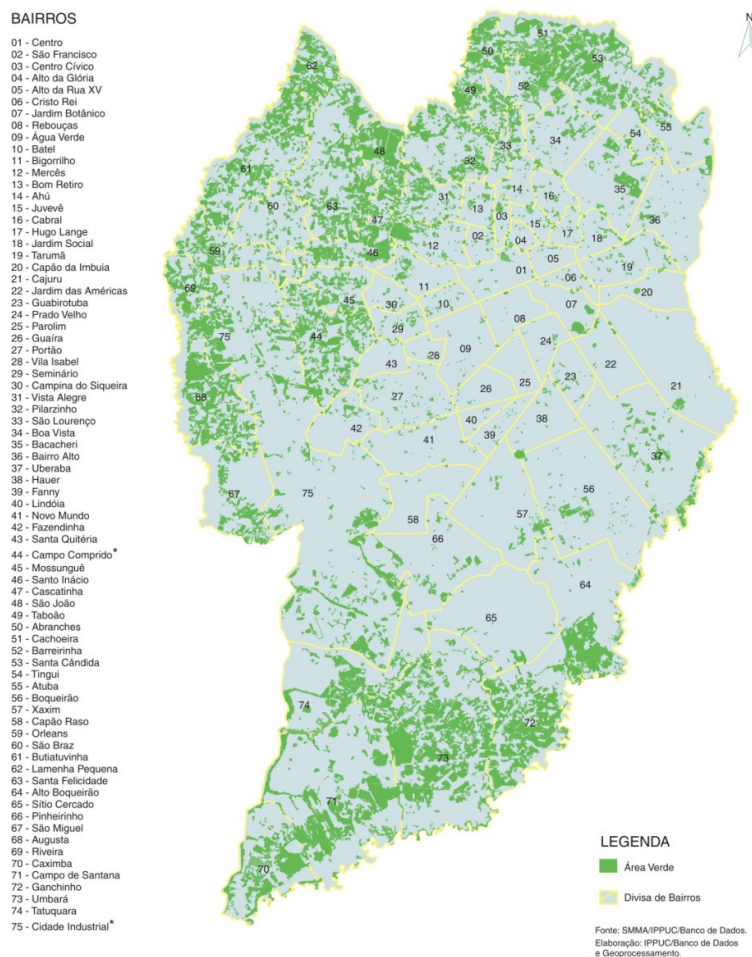 BAIRROS
01 - Centro
02 - São Francisco
03 - Centro Cívico
04 - Alto da Glória
05 - Alto da Rua XV
06 - Cristo Rei
07 - Jardim Botânico
08 - Rebouças
09 - Água Verde
10 - Batel
11 - Bigorrilho
12 - Mercês
13 - Bom Retiro
14 - Ahú
15 - Juvevê
16 - Cabral
17 - Hugo Lange
18 - Jardim Social
19 - Tarumã
20 - Capão da Imbuia
21 - Cajuru
22 - Jardim das Américas
23 - Guabirotuba
24 - Prado Velho
25 - Parolim
26 - Guaíra
27 - Portão
28 - Vila Isabel
29 - Seminário
30 - Campina do Siqueira
31 - Vista Alegre
32 - Pilarzinho
33 - São Lourenço
34 - Boa Vista
35 - Bacacheri
36 - Bairro Alto
37 - Uberaba
38 - Hauer
39 - Fanny
40 - Lindóia
41 - Novo Mundo
42 - Fazendinha
43 - Santa Quitéria
44 - Campo Comprido*
45 - Mossunguê
46 - Santo Inácio
47 - Cascatinha
48 - São João
49 - Taboão
50 - Abranches
51 - Cachoeira
52 - Barreirinha
53 - Santa Cândida
54 - Tingui
55 - Atuba
56 - Boqueirão
57 - Xaxim
58 - Capão Raso
59 - Orleans
60 - São Braz
61 - Butiatuvinha
62 - Lamenha Pequena
63 - Santa Felicidade
64 - Alto Boqueirão
65 - Sítio Cercado
66 - Pinheirinho
67 - São Miguel
68 - Augusta
69 - Riveira
70 - Caximba
71 - Campo de Santana
72 - Ganchinho
73 - Umbará
74 - Tatuquara
75 - Cidade Industrial*
N
51
50
53
62
52
49
54
55
33
34
48
32
61
35
63
14
16
31
60
13
03
36
47
15
02
17
18
12
04
46
59
05
19
01
06
69
11
20
45
30
10
07
08
75
44
29
24
09
28
22
43
23
25
21
26
27
68
40
38
42
39
41
37
67
75
56
57
58
66
64
65
74
72
73
71
70
LEGENDA
Área Verde
Divisa de Bairros
Fonte: SMMA/IPPUC/Banco de Dados.
Elaboração: IPPUC/Banco de Dados
e Geoprocessamento.